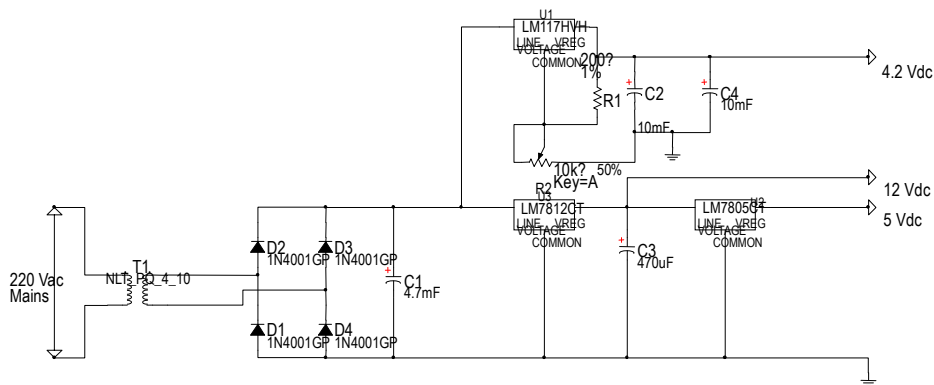 U1
LM117HVH
LINE VREG
VOLTAGE
COMMON
200?
1%
R1
C2
10mF
C4
10mF
4.2 Vdc
10k? 50%
Key=A
R2
U3
LM7812CT
LINE VREG
VOLTAGE
COMMON
12 Vdc
U2
LM7805CT
LINE VREG
VOLTAGE
COMMON
5 Vdc
C3
470uF
220 Vac
Mains
T1
NLT_PQ_4_10
D2
1N4001GP
D3
1N4001GP
C1
4.7mF
D1
1N4001GP
D4
1N4001GP